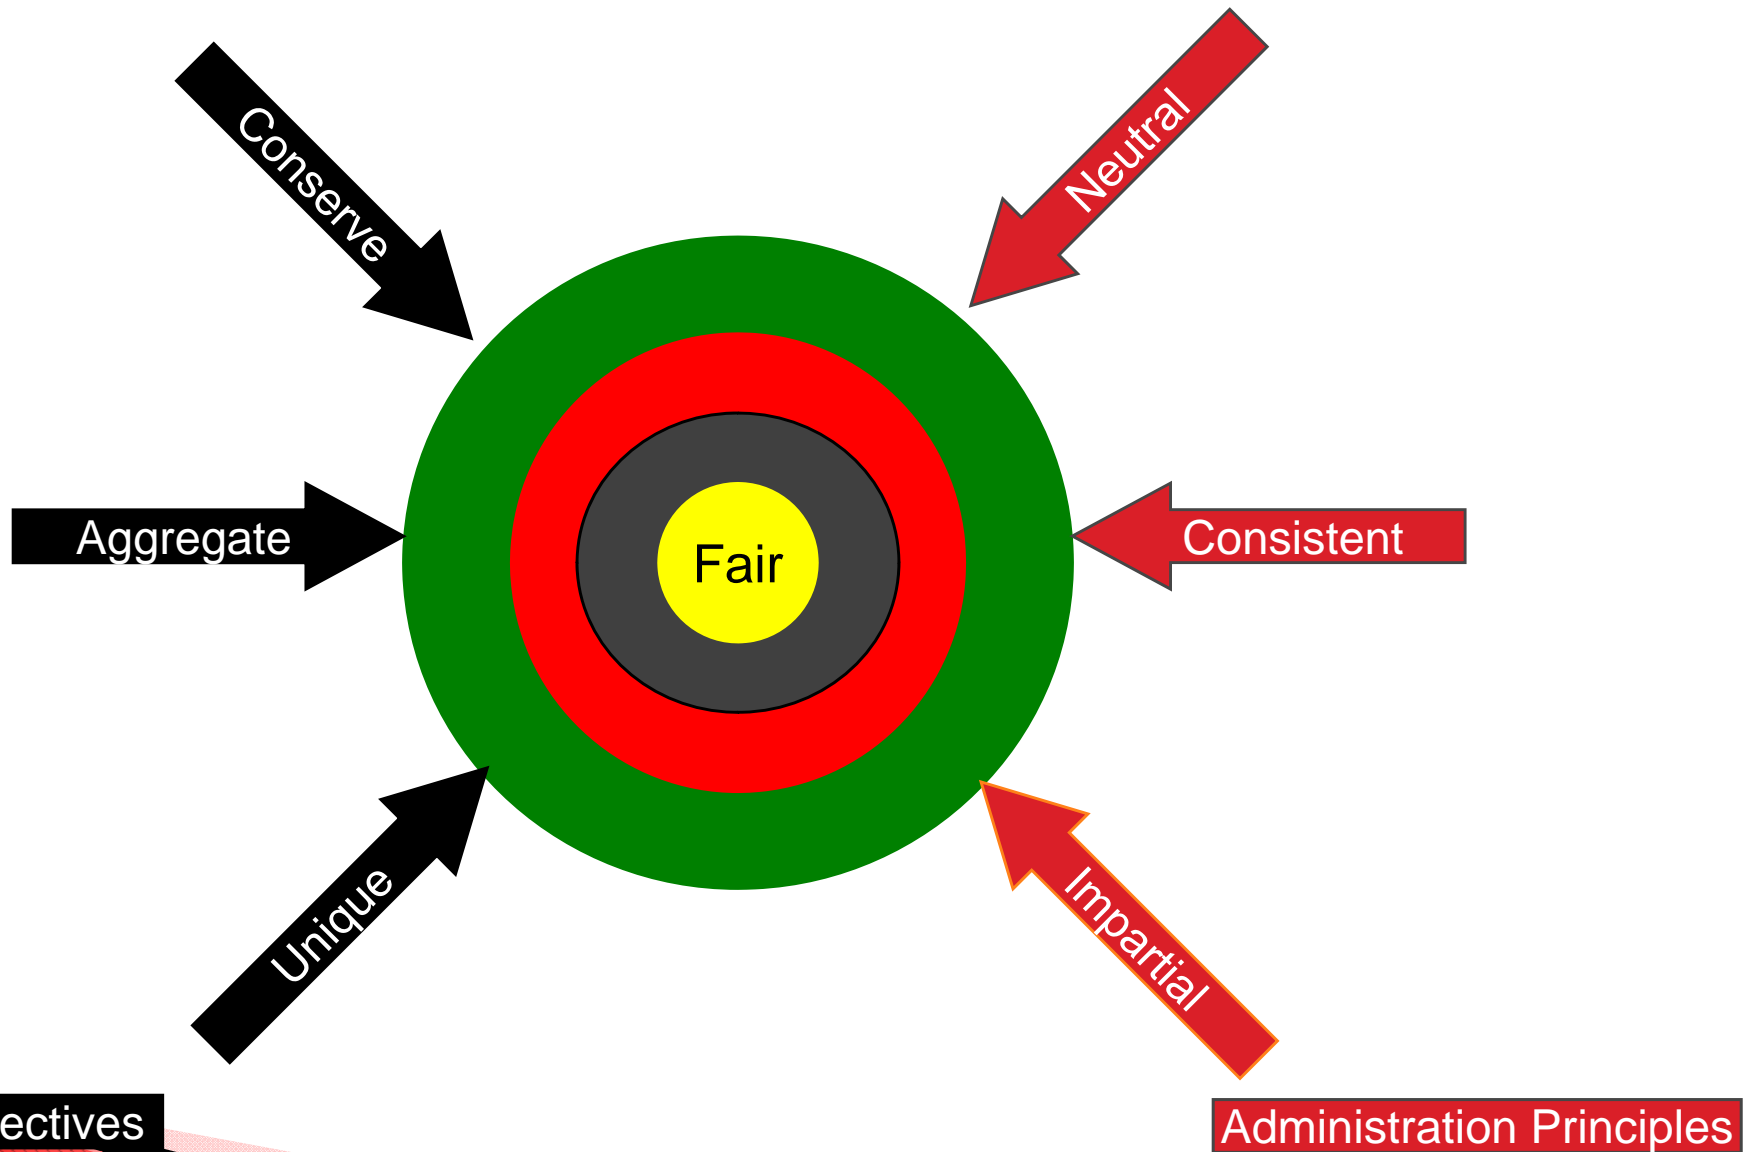 Conserve
Neutral
Aggregate
Fair
Consistent
Unique
Impartial
ectives
Administration Principles